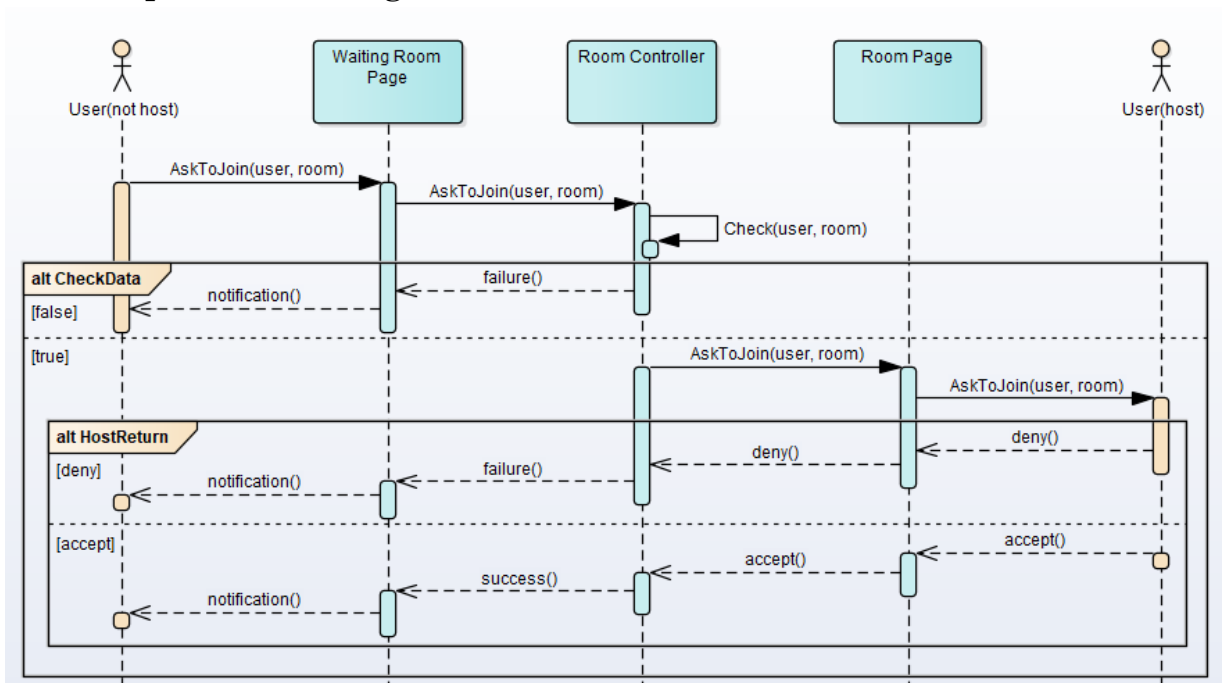 User(not host)
Waiting Room
Page
Room Controller
Room Page
User(host)
AskToJoin(user, room)
AskToJoin(user, room)
Check(user, room)
alt CheckData
failure()
notification()
[false]
[true]
AskToJoin(user, room)
AskToJoin(user, room)
alt HostReturn
deny()
deny()
[deny]
failure()
notification()
[accept]
accept()
accept()
success()
notification()